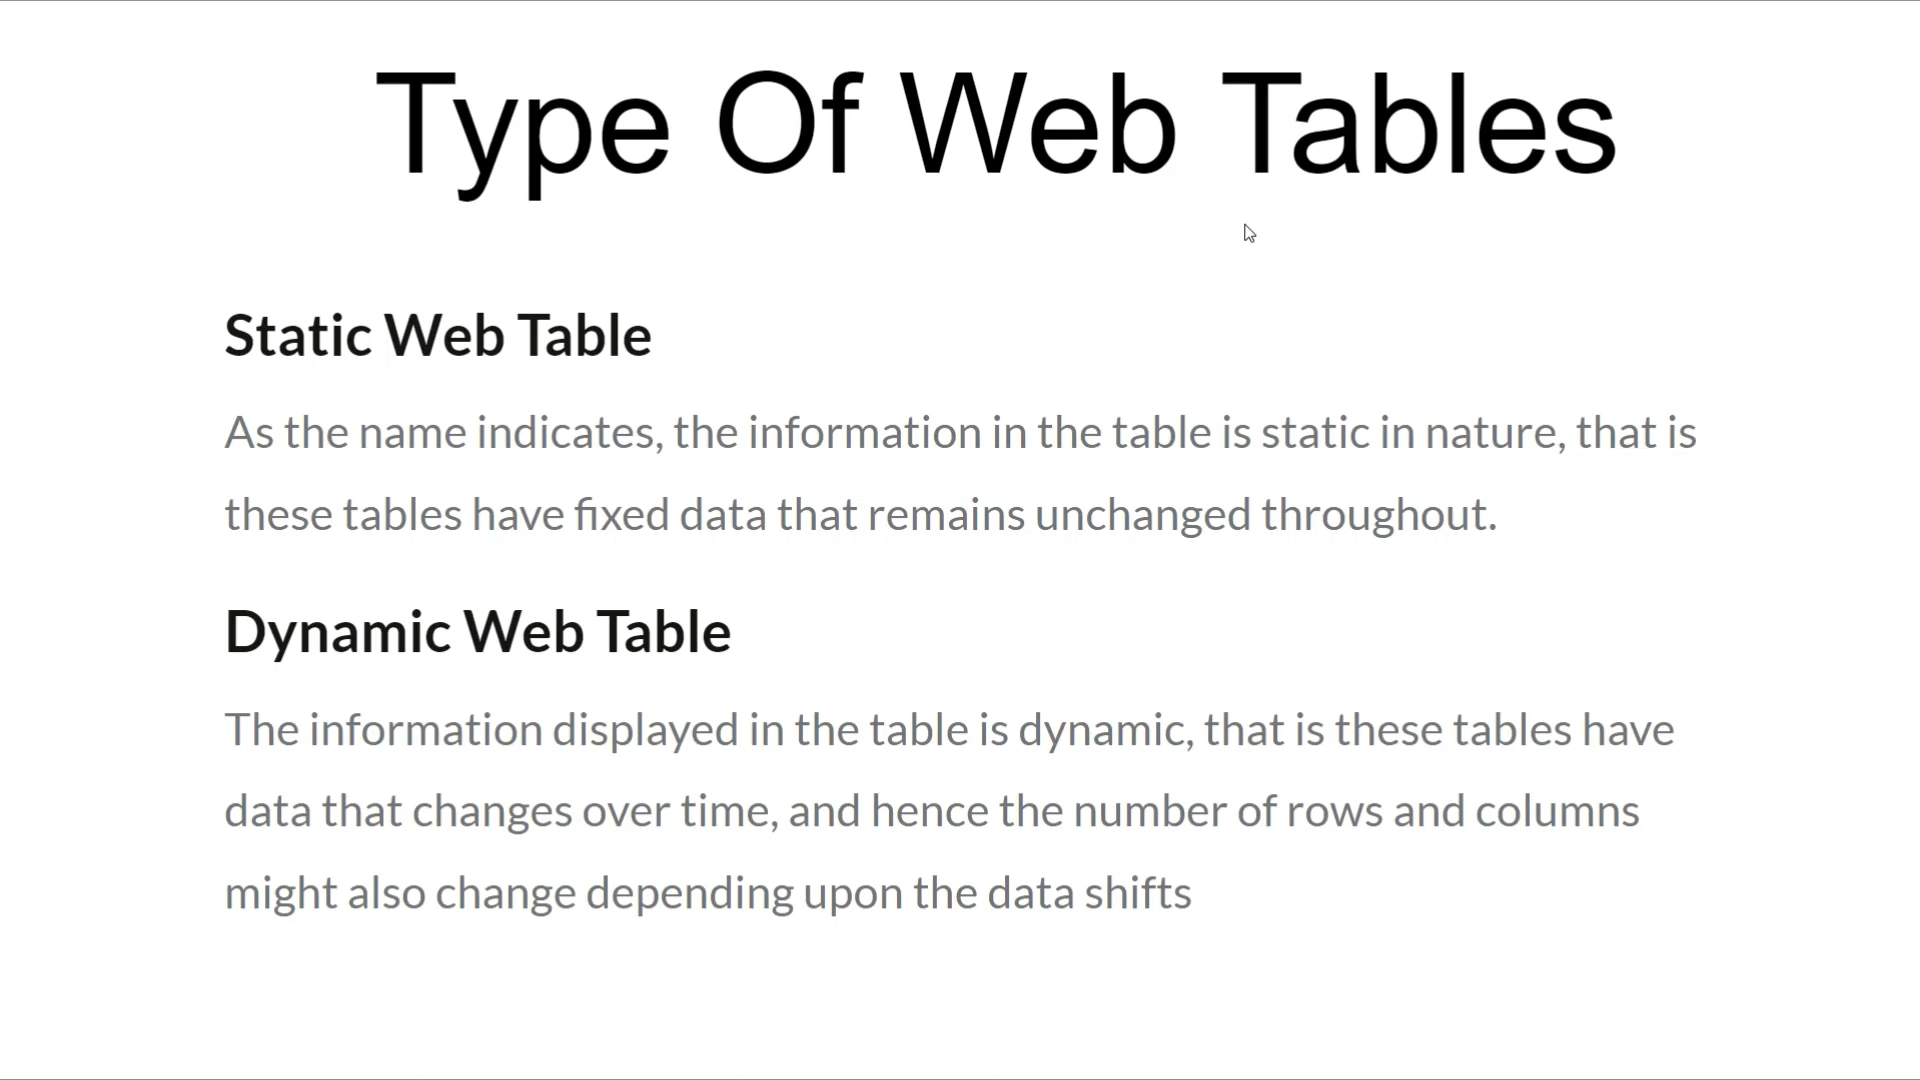 Type Of Web Tables
Static Web Table
As the name indicates, the information in the table is static in nature, that is
these tables have fixed data that remains unchanged throughout.
Dynamic Web Table
The information displayed in the table is dynamic, that is these tables have
data that changes over time, and hence the number of rows and columns
might also change depending upon the data shifts